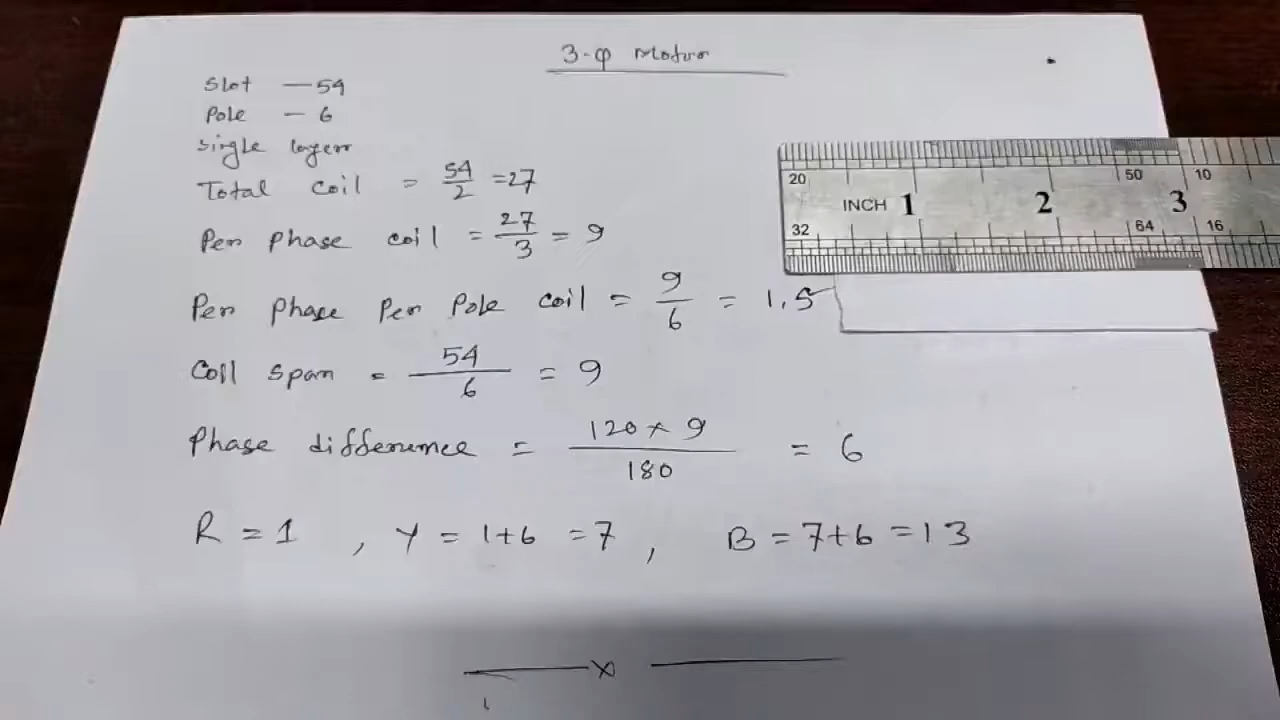 3-φ Motor
Slot — 54
Pole — 6
Single layer
Total coil = 54/2 = 27
Per phase coil = 27/3 = 9
Per phase Per Pole coil = 9/6 = 1.5
Coil span = 54/6 = 9
Phase difference = 120 × 9/180 = 6
R = 1, Y = 1+6 = 7, B = 7+6 = 13
20 50 10
INCH 1 2 3
32 64 16